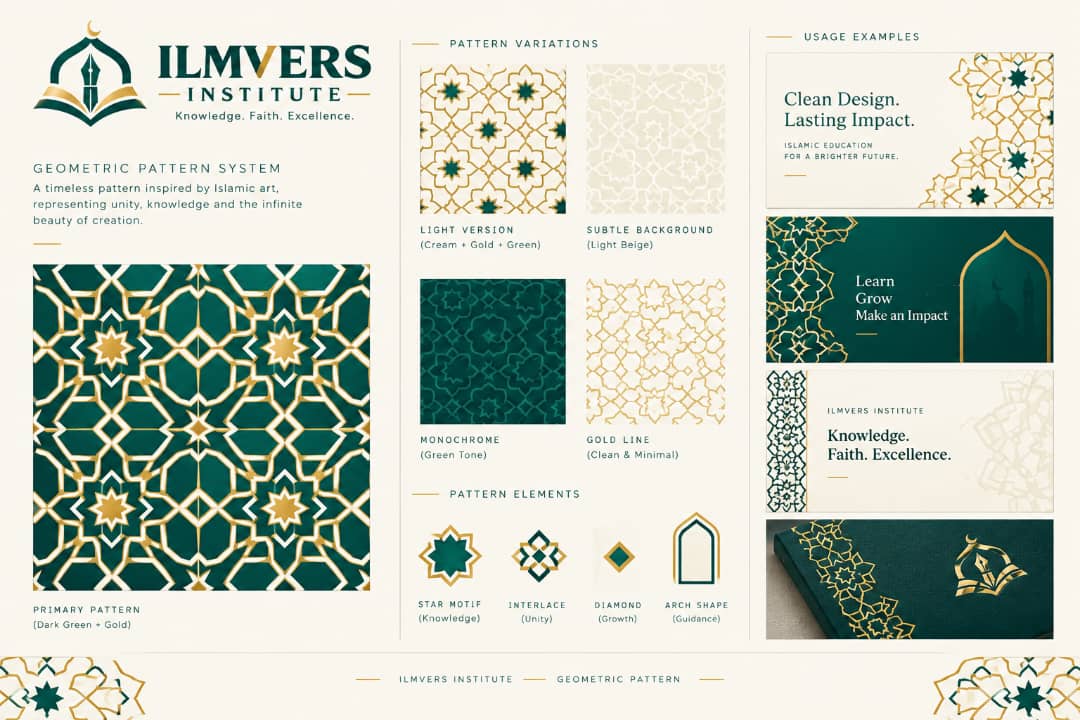 ILMVERS
INSTITUTE
Knowledge. Faith. Excellence.
GEOMETRIC PATTERN SYSTEM
A timeless pattern inspired by Islamic art,
representing unity, knowledge and the infinite
beauty of creation.
PRIMARY PATTERN
(Dark Green + Gold)
PATTERN VARIATIONS
LIGHT VERSION
(Cream + Gold + Green)
SUBTLE BACKGROUND
(Light Beige)
MONOCHROME
(Green Tone)
GOLD LINE
(Clean & Minimal)
PATTERN ELEMENTS
STAR MOTIF
(Knowledge)
INTERLACE
(Unity)
DIAMOND
(Growth)
ARCH SHAPE
(Guidance)
USAGE EXAMPLES
Clean Design.
Lasting Impact.
ISLAMIC EDUCATION
FOR A BRIGHTER FUTURE.
Learn
Grow
Make an Impact
ILMVERS INSTITUTE
Knowledge.
Faith. Excellence.
ILMVERS INSTITUTE
GEOMETRIC PATTERN